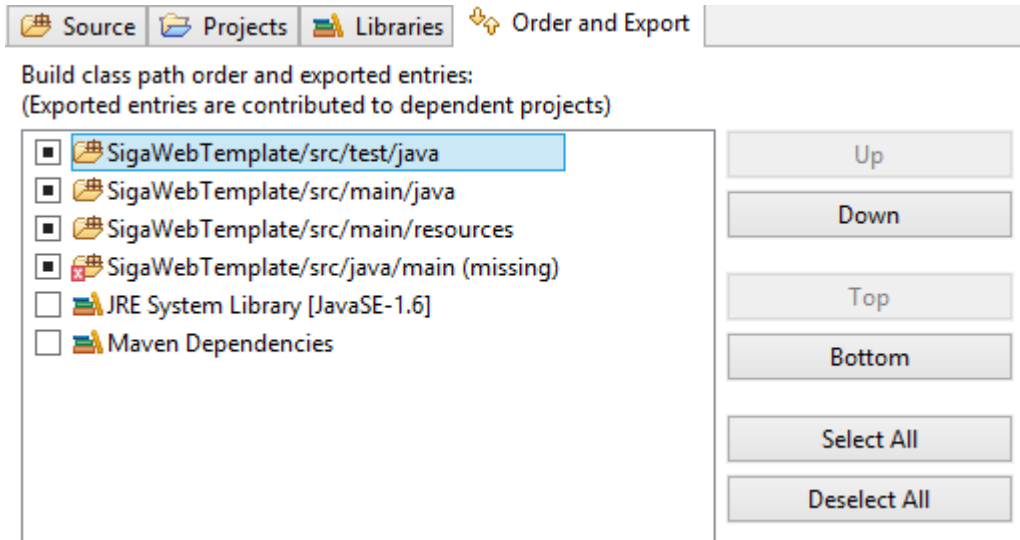 Source Projects Libraries Order and Export
Build class path order and exported entries:
(Exported entries are contributed to dependent projects)
SigaWebTemplate/src/test/java
SigaWebTemplate/src/main/java
SigaWebTemplate/src/main/resources
SigaWebTemplate/src/java/main (missing)
JRE System Library [JavaSE-1.6]
Maven Dependencies
Up
Down
Top
Bottom
Select All
Deselect All